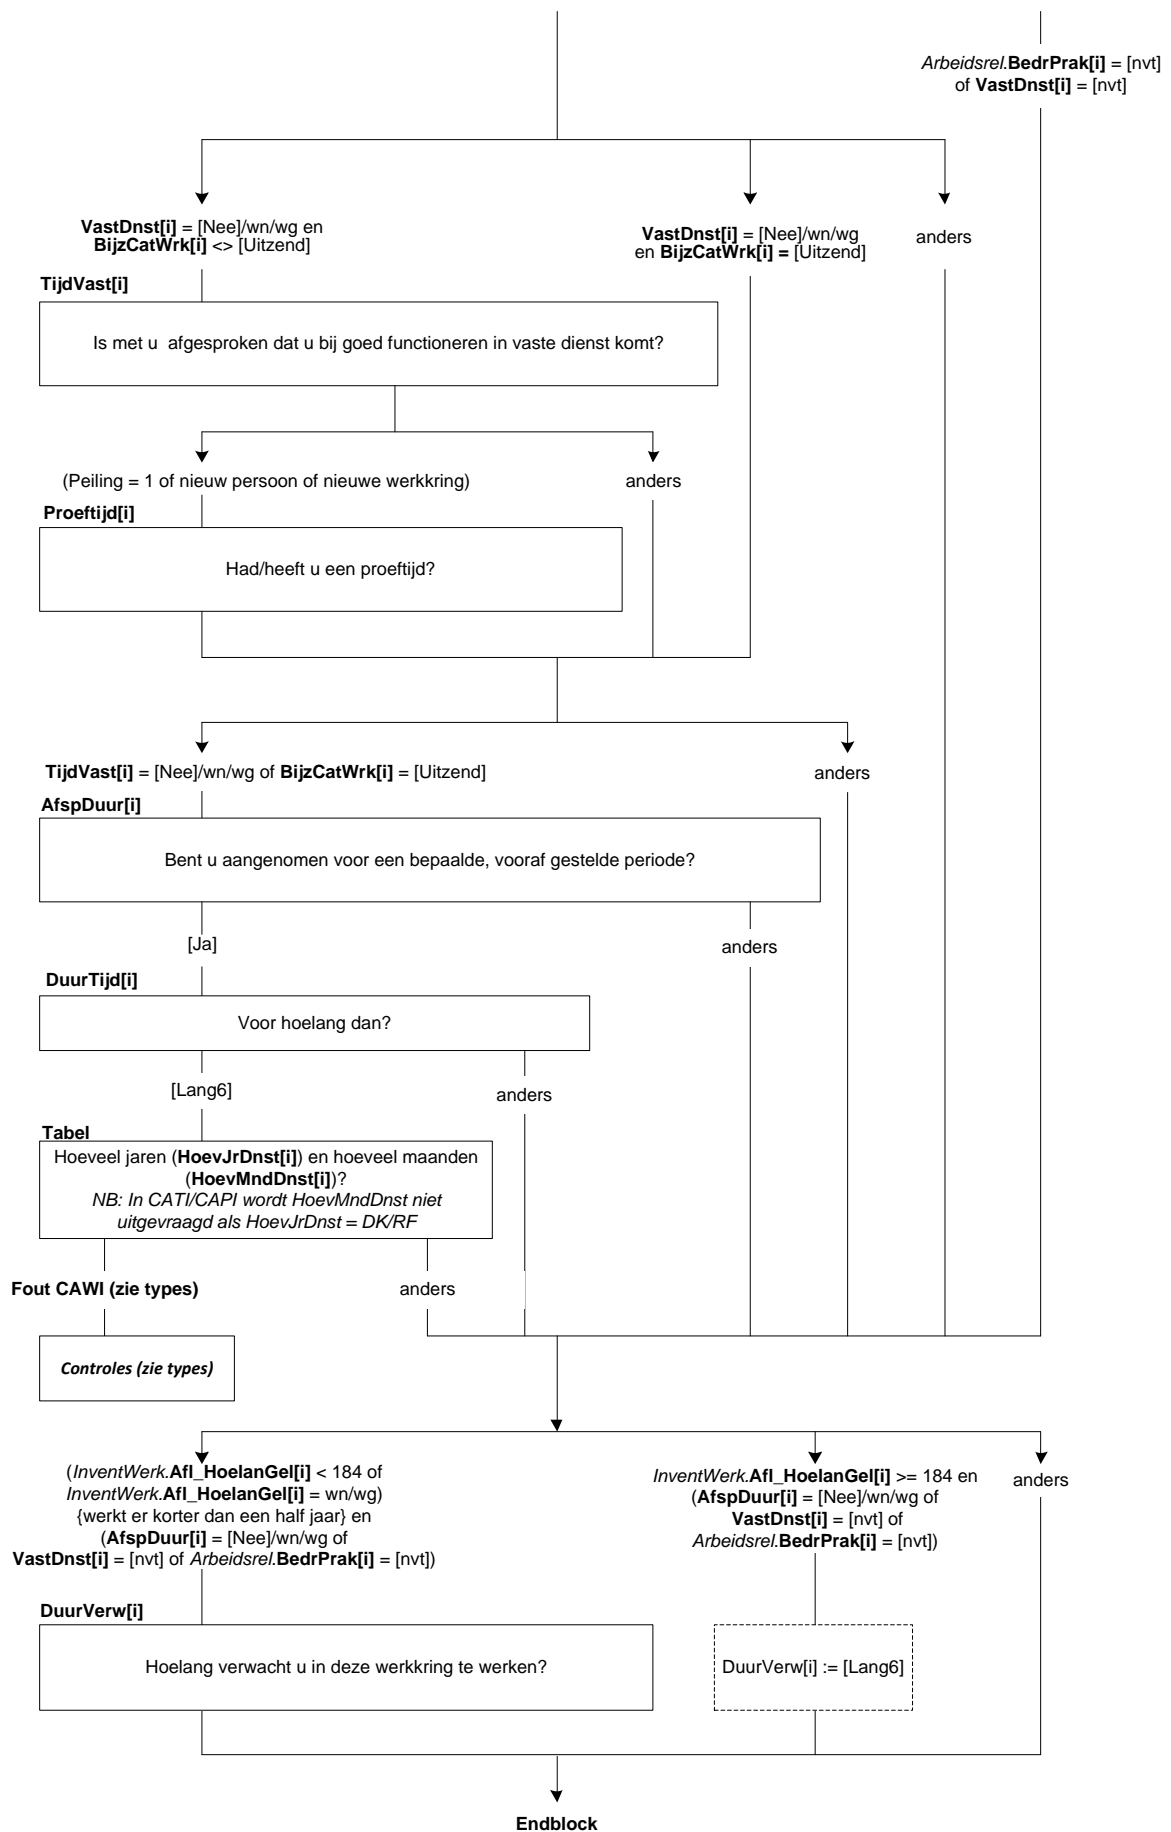 Arbeidsrel.BedrPrak[i] = [nvt]
of VastDnst[i] = [nvt]
VastDnst[i] = [Nee]/wn/wg en
BijzCatWrk[i] <> [Uitzend]
VastDnst[i] = [Nee]/wn/wg
en BijzCatWrk[i] = [Uitzend]
anders
TijdVast[i]
Is met u  afgesproken dat u bij goed functioneren in vaste dienst komt?
(Peiling = 1 of nieuw persoon of nieuwe werkkring)
anders
Proeftijd[i]
Had/heeft u een proeftijd?
TijdVast[i] = [Nee]/wn/wg of BijzCatWrk[i] = [Uitzend]
anders
AfspDuur[i]
Bent u aangenomen voor een bepaalde, vooraf gestelde periode?
[Ja]
anders
DuurTijd[i]
Voor hoelang dan?
[Lang6]
anders
Tabel
Hoeveel jaren (HoevJrDnst[i]) en hoeveel maanden
(HoevMndDnst[i])?
NB: In CATI/CAPI wordt HoevMndDnst niet
uitgevraagd als HoevJrDnst = DK/RF
Fout CAWI (zie types)
anders
Controles (zie types)
(InventWerk.Afl_HoelanGel[i] < 184 of
InventWerk.Afl_HoelanGel[i] = wn/wg)
{werkt er korter dan een half jaar} en
(AfspDuur[i] = [Nee]/wn/wg of
VastDnst[i] = [nvt] of Arbeidsrel.BedrPrak[i] = [nvt])
InventWerk.Afl_HoelanGel[i] >= 184 en
(AfspDuur[i] = [Nee]/wn/wg of
VastDnst[i] = [nvt] of
Arbeidsrel.BedrPrak[i] = [nvt])
anders
DuurVerw[i]
Hoelang verwacht u in deze werkkring te werken?
DuurVerw[i] := [Lang6]
Endblock